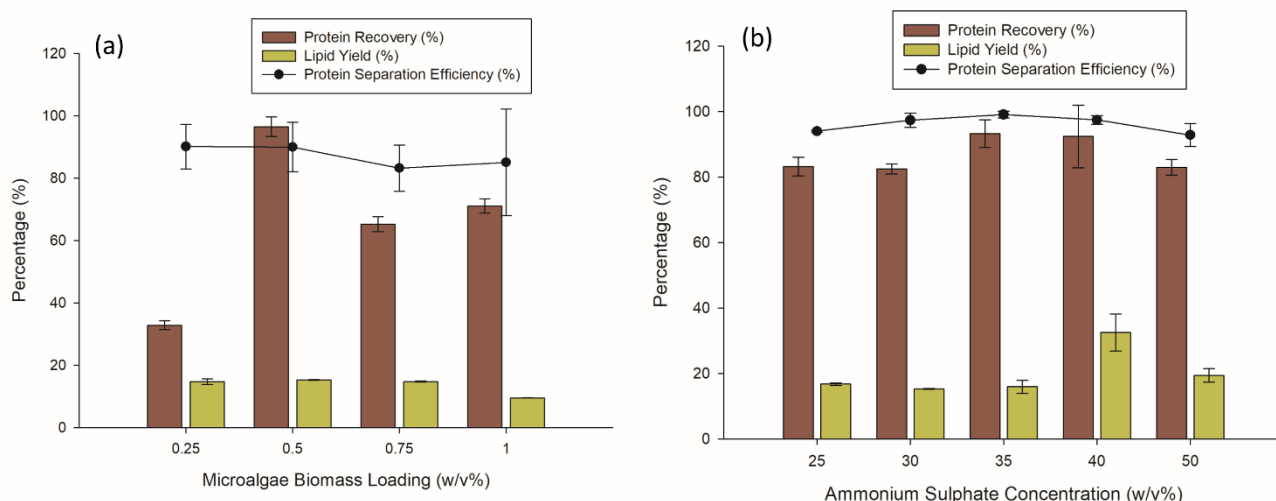 (a)
Protein Recovery (%)
Lipid Yield (%)
Protein Separation Efficiency (%)
120
100
80
60
40
20
0
Percentage (%)
0.25 0.5 0.75 1
Microalgae Biomass Loading (w/v%)
(b)
Protein Recovery (%)
Lipid Yield (%)
Protein Separation Efficiency (%)
120
100
80
60
40
20
0
Percentage (%)
25 30 35 40 50
Ammonium Sulphate Concentration (w/v%)